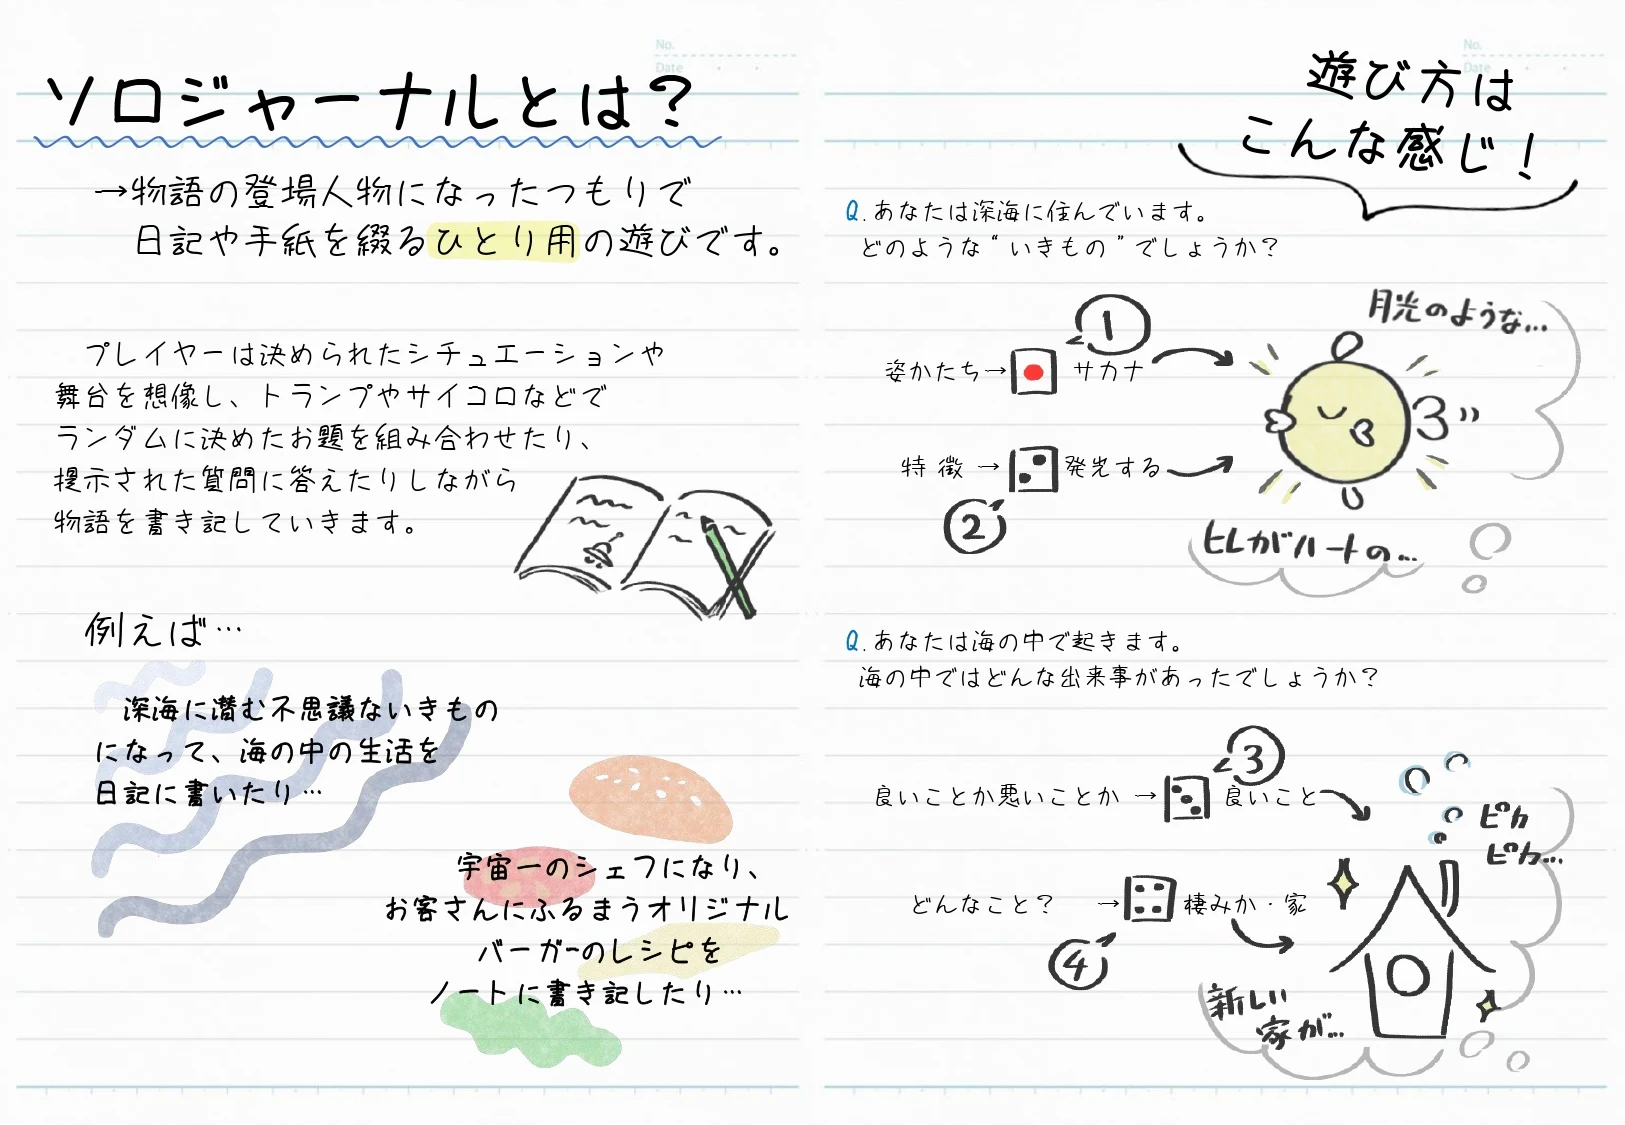 No.
Date
ソロジャーナルとは？
→物語の登場人物になったつもりで
日記や手紙を綴るひとり用の遊びです。
プレイヤーは決められたシチュエーションや
舞台を想像し、トランプやサイコロなどで
ランダムに決めたお題を組み合わせたり、
提示された質問に答えたりしながら
物語を書き記していきます。
例えば…
深海に潜む不思議ないきもの
になって、海の中の生活を
日記に書いたり…
宇宙一のシェフになり、
お客さんにふるまうオリジナル
バーガーのレシピを
ノートに書き記したり…
No.
Date
遊び方は
こんな感じ！
Q.あなたは深海に住んでいます。
どのような“いきもの”でしょうか？
月光のような…
1
姿かたち→ サカナ
特徴→ 発光する
2
ヒレがハートの…
Q.あなたは海の中で起きます。
海の中ではどんな出来事があったでしょうか？
3
良いことか悪いことか→ 良いこと
ピカ
ピカ…
どんなこと？ → 棲みか・家
4
新しい
家が…